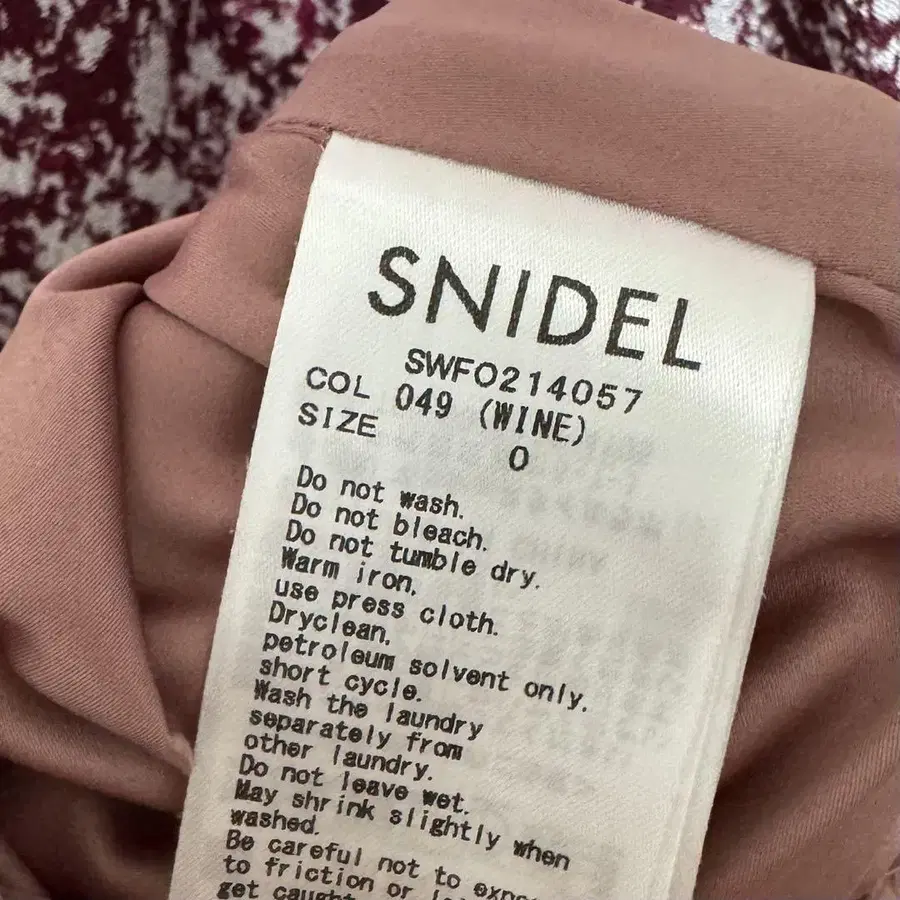 SNIDEL
SWFO214057
COL 049 (WINE)
SIZE 0
Do not wash.
Do not bleach.
Do not tumble dry.
Warm iron,
use press cloth.
Dryclean,
petroleum solvent only,
short cycle.
Wash the laundry
separately from
other laundry.
Do not leave wet.
May shrink slightly when
washed.
Be careful not to
to friction or
get